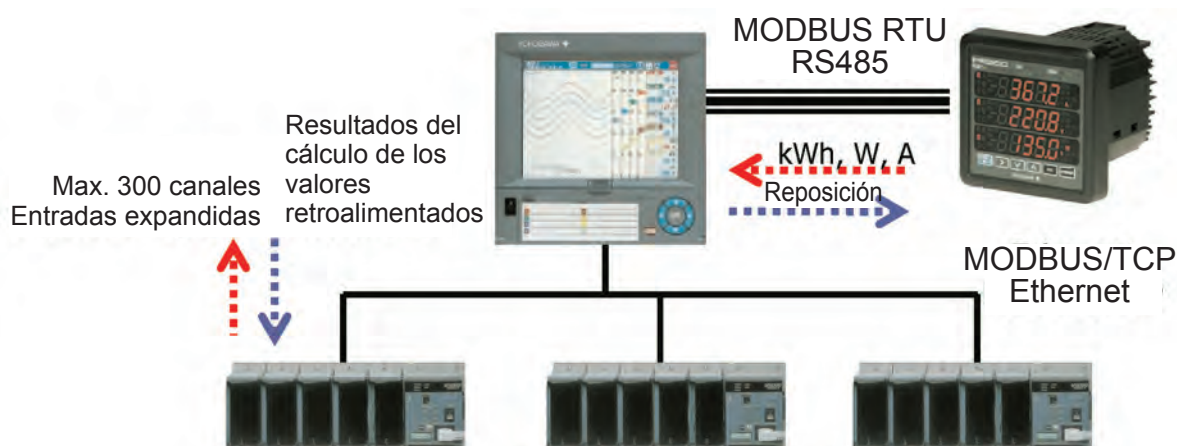 YOKOGAWA
MODBUS RTU
RS485
367.2
220.8
135.0
kWh, W, A
Reposición
Resultados del
cálculo de los
valores
retroalimentados
Max. 300 canales
Entradas expandidas
MODBUS/TCP
Ethernet